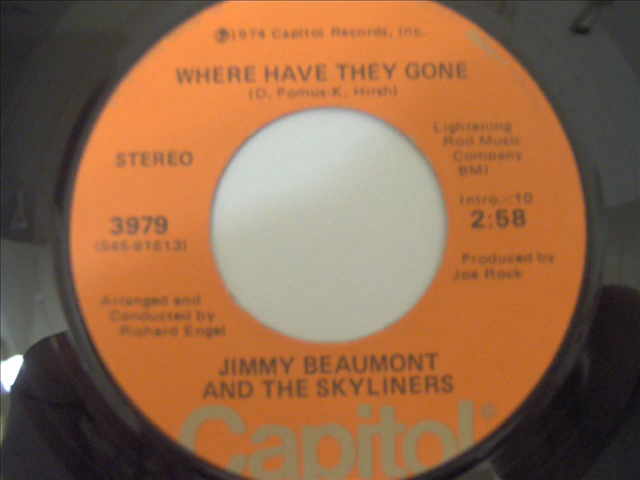 ℗1974 Capitol Records, Inc.
WHERE HAVE THEY GONE
(D. Pomus-K. Hirsh)
STEREO
Lightening
Rod Music
Company
BMI
3979
(S45-91613)
Intro.-:10
2:58
Produced by
Joe Rock
Arranged and
Conducted by
Richard Engel
JIMMY BEAUMONT
AND THE SKYLINERS
Capitol®